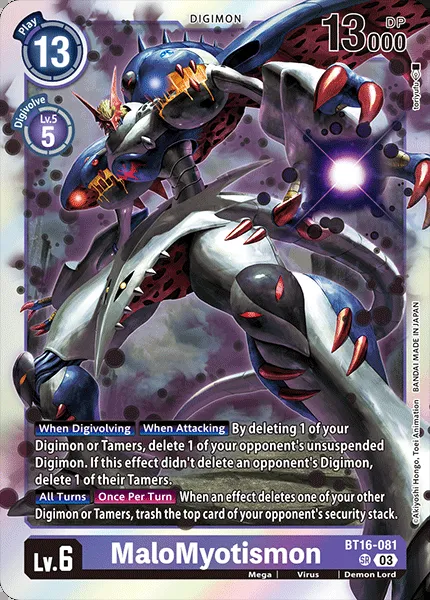 Play
13
DIGIMON
DP
13000
Digivolve
Lv.5
5
When Digivolving When Attacking By deleting 1 of your
Digimon or Tamers, delete 1 of your opponent's unsuspended
Digimon. If this effect didn't delete an opponent's Digimon,
delete 1 of their Tamers.
All Turns Once Per Turn When an effect deletes one of your other
Digimon or Tamers, trash the top card of your opponent's security stack.
©Akiyoshi Hongo, Toei Animation BANDAI MADE IN JAPAN
Lv.6
MaloMyotismon
BT16-081
SR 03
Mega | Virus | Demon Lord